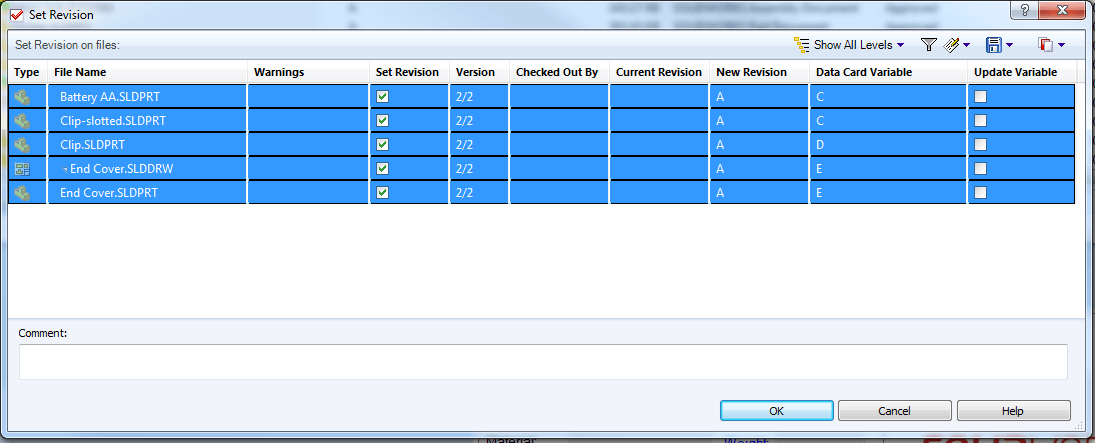 Set Revision
Set Revision on files:
Show All Levels
Type File Name Warnings Set Revision Version Checked Out By Current Revision New Revision Data Card Variable Update Variable
Battery AA.SLDPRT 2/2 A C
Clip-slotted.SLDPRT 2/2 A C
Clip.SLDPRT 2/2 A D
End Cover.SLDDRW 2/2 A E
End Cover.SLDPRT 2/2 A E
Comment:
OK Cancel Help